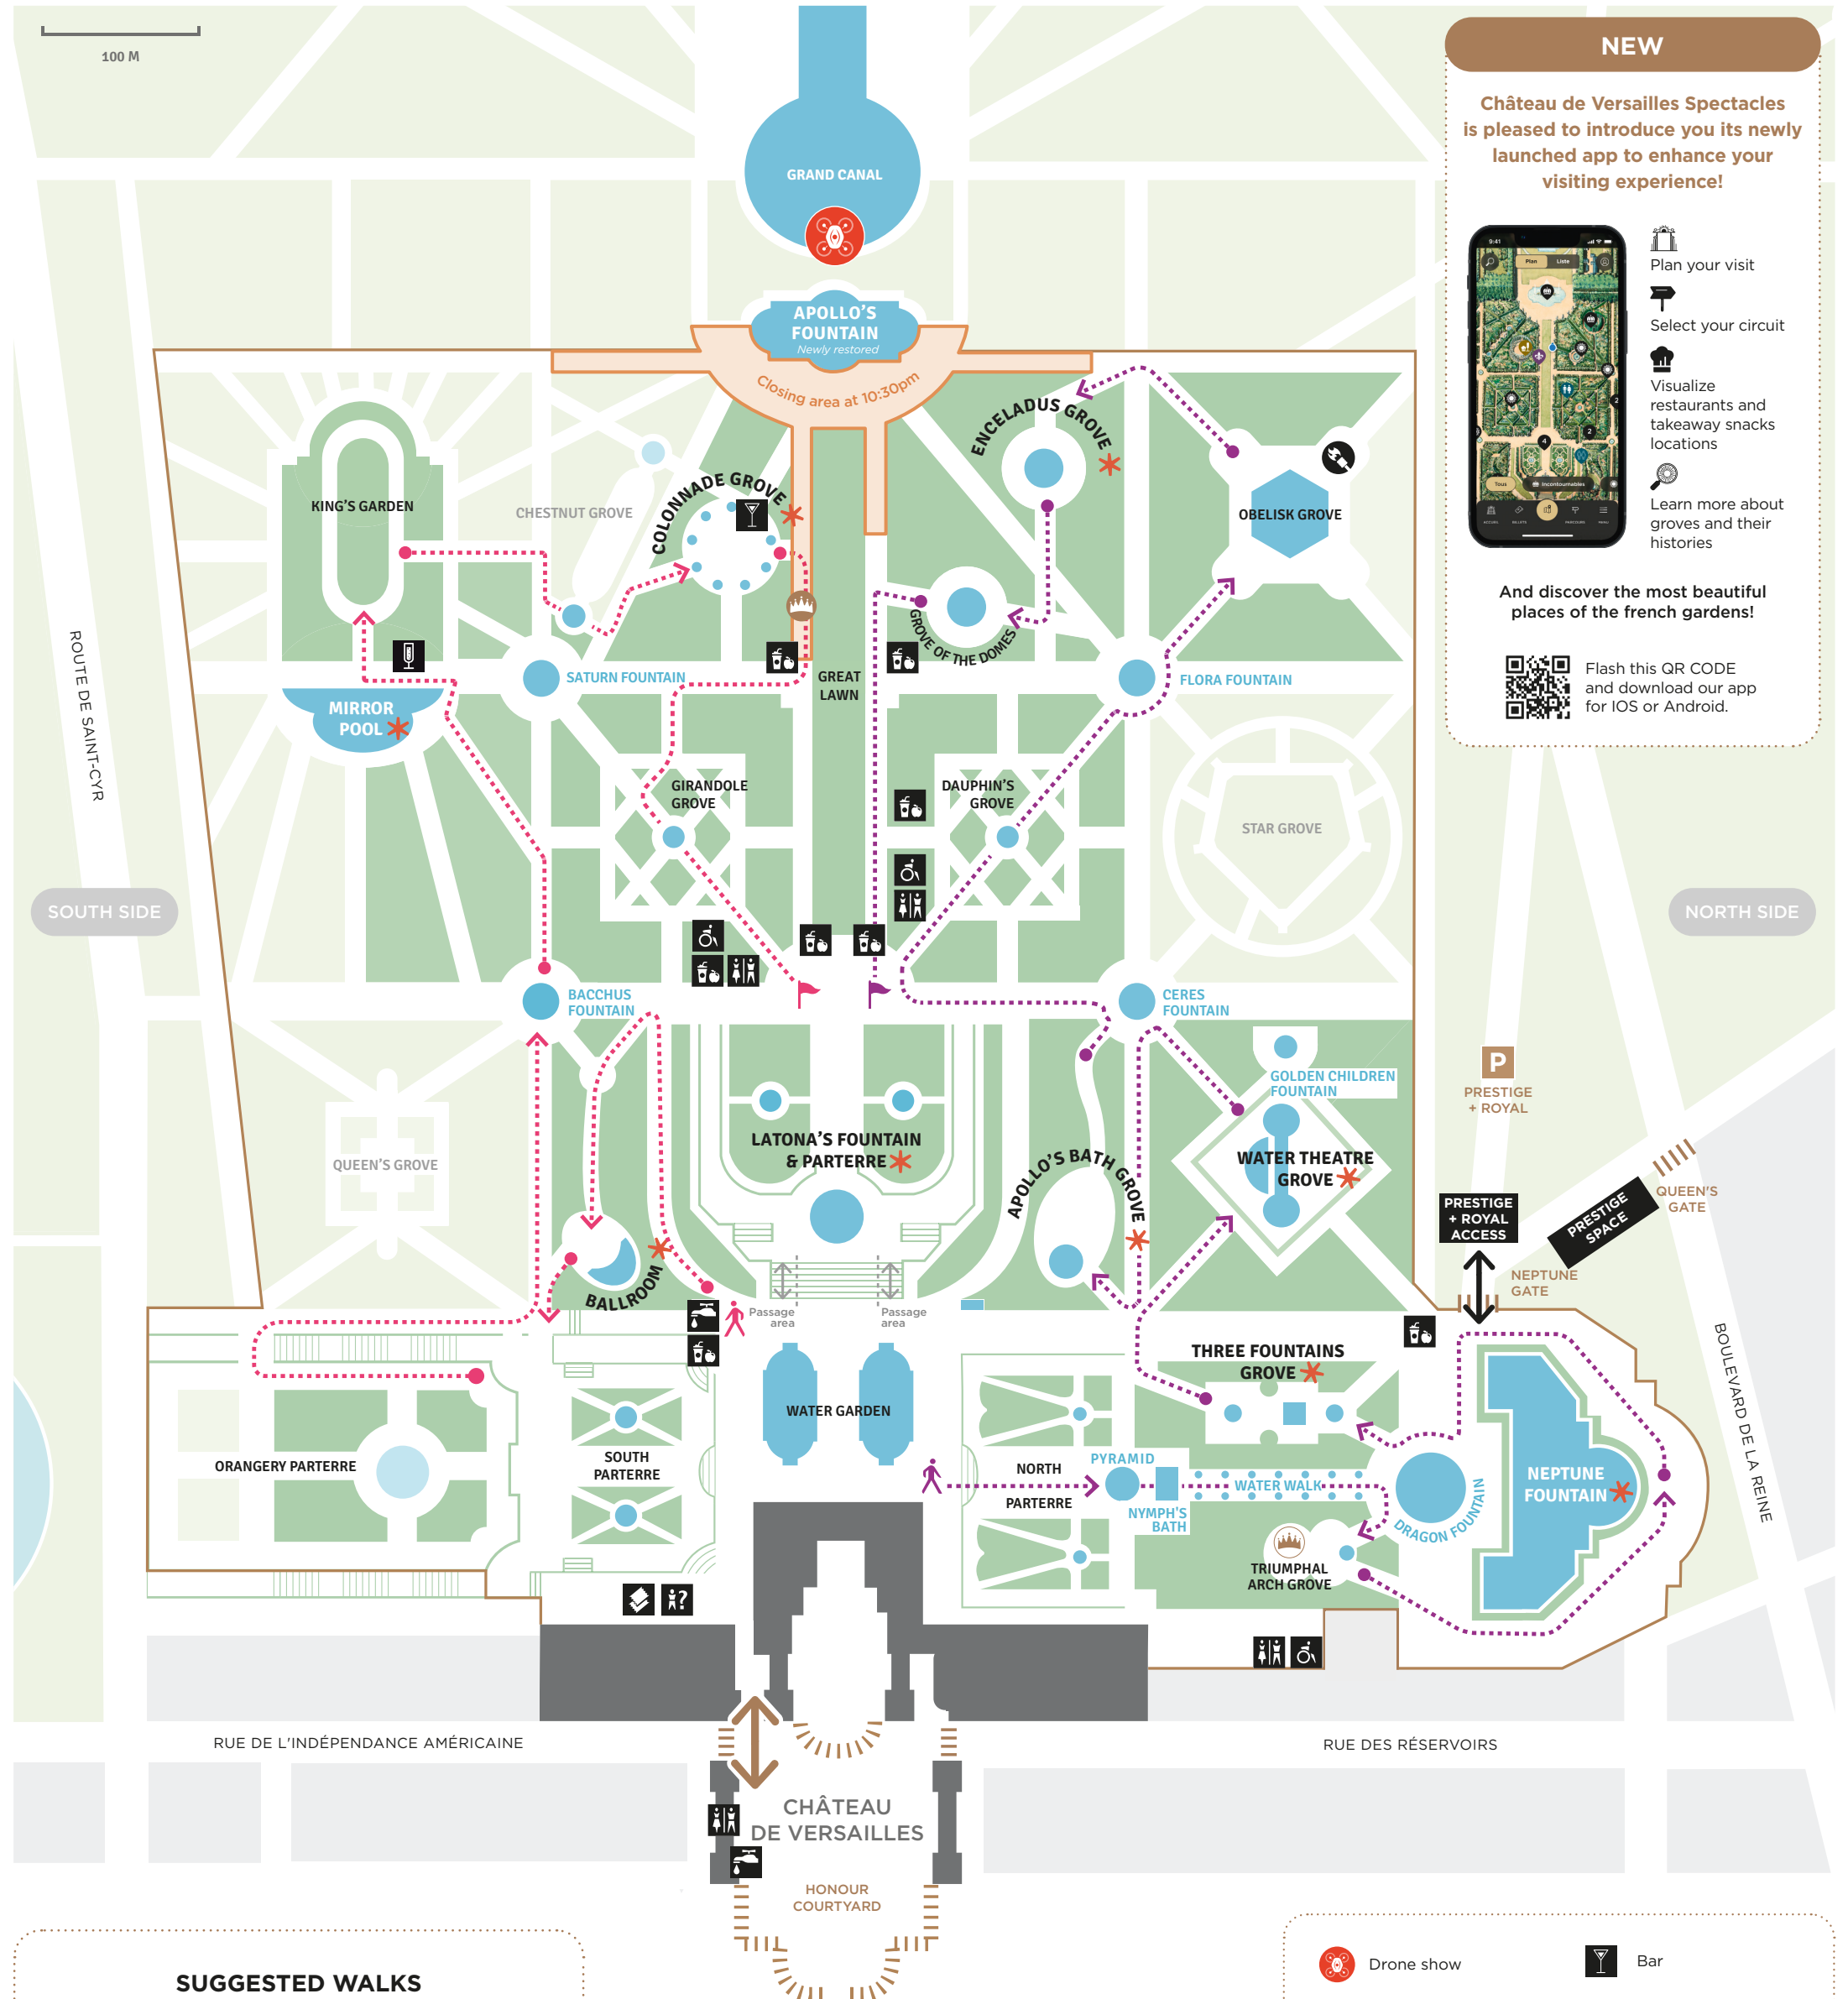 100 M
GRAND CANAL
APOLLO'S
FOUNTAIN
Newly restored
Closing area at 10:30pm
NEW
Château de Versailles Spectacles
is pleased to introduce you its newly
launched app to enhance your
visiting experience!
9:41
Plan
Liste
4
2
2
Tous
Incontournables
Plan your visit
Select your circuit
Visualize
restaurants and
takeaway snacks
locations
Learn more about
groves and their
histories
And discover the most beautiful
places of the french gardens!
Flash this QR CODE
and download our app
for IOS or Android.
ENCELADUS GROVE
KING'S GARDEN
CHESTNUT GROVE
COLONNADE GROVE
OBELISK GROVE
GROVE OF THE DOMES
ROUTE DE SAINT-CYR
SATURN FOUNTAIN
GREAT
LAWN
FLORA FOUNTAIN
MIRROR
POOL
GIRANDOLE
GROVE
DAUPHIN'S
GROVE
STAR GROVE
SOUTH SIDE
NORTH SIDE
BACCHUS
FOUNTAIN
CERES
FOUNTAIN
GOLDEN CHILDREN
FOUNTAIN
P
PRESTIGE
+ ROYAL
QUEEN'S GROVE
LATONA'S FOUNTAIN
& PARTERRE
APOLLO'S BATH GROVE
WATER THEATRE
GROVE
PRESTIGE
+ ROYAL
ACCESS
PRESTIGE
SPACE
QUEEN'S
GATE
NEPTUNE
GATE
BALLROOM
Passage
area
Passage
area
BOULEVARD DE LA REINE
THREE FOUNTAINS
GROVE
WATER GARDEN
ORANGERY PARTERRE
SOUTH
PARTERRE
NORTH
PARTERRE
PYRAMID
NYMPH'S
BATH
WATER WALK
DRAGON FOUNTAIN
NEPTUNE
FOUNTAIN
TRIUMPHAL
ARCH GROVE
?
RUE DE L'INDÉPENDANCE AMÉRICAINE
RUE DES RÉSERVOIRS
CHÂTEAU
DE VERSAILLES
HONOUR
COURTYARD
SUGGESTED WALKS
Drone show
Bar